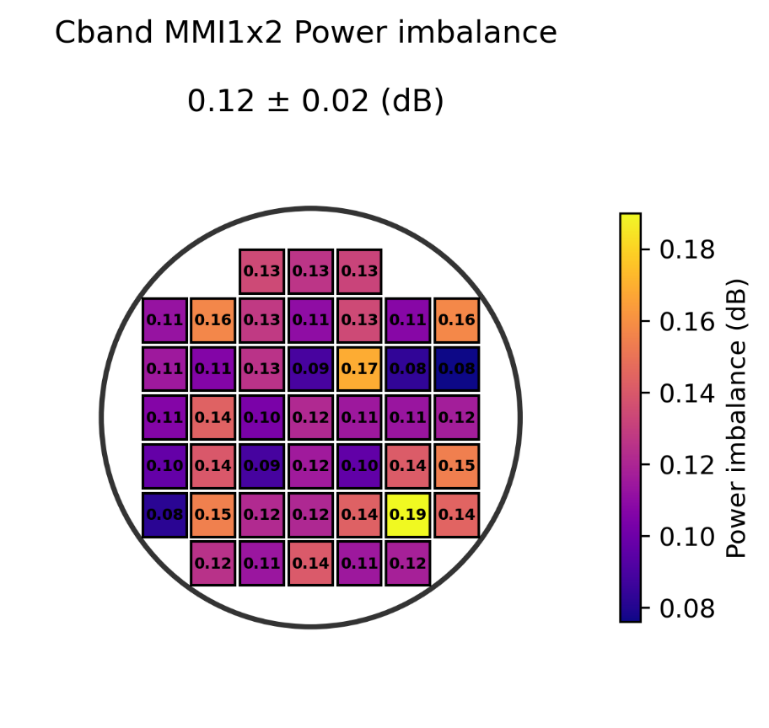 Cband MMI1x2 Power imbalance
0.12 ± 0.02 (dB)
0.13 0.13 0.13
0.11 0.16 0.13 0.11 0.13 0.11 0.16
0.11 0.11 0.13 0.09 0.17 0.08 0.08
0.11 0.14 0.10 0.12 0.11 0.11 0.12
0.10 0.14 0.09 0.12 0.10 0.14 0.15
0.08 0.15 0.12 0.12 0.14 0.19 0.14
0.12 0.11 0.14 0.11 0.12
0.18
0.16
0.14
0.12
0.10
0.08
Power imbalance (dB)